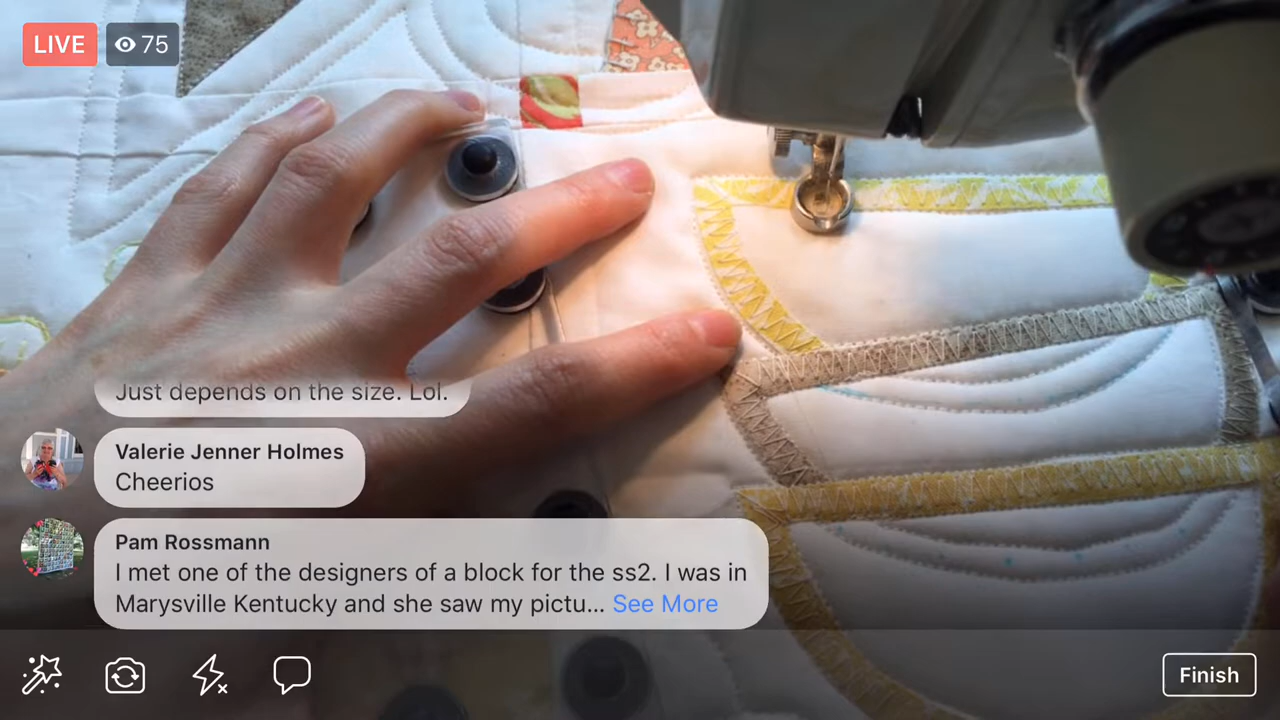 LIVE
75
Just depends on the size. Lol.
Valerie Jenner Holmes
Cheerios
Pam Rossmann
I met one of the designers of a block for the ss2. I was in
Marysville Kentucky and she saw my pictu... See More
Finish